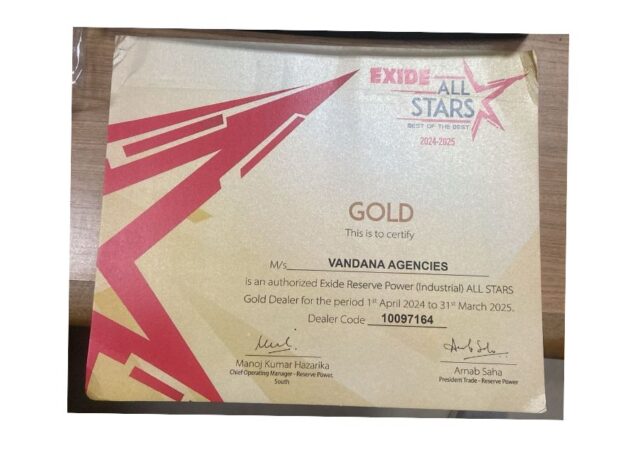 EXIDE ALL
STARS
BEST OF THE BEST
2024-2025
GOLD
This is to certify
M/s VANDANA AGENCIES
is an authorized Exide Reserve Power (Industrial) ALL STARS
Gold Dealer for the period 1st April 2024 to 31st March 2025.
Dealer Code 10097164
Manoj Kumar Hazarika
Chief Operating Manager - Reserve Power,
South
Arnab Saha
President Trade - Reserve Power